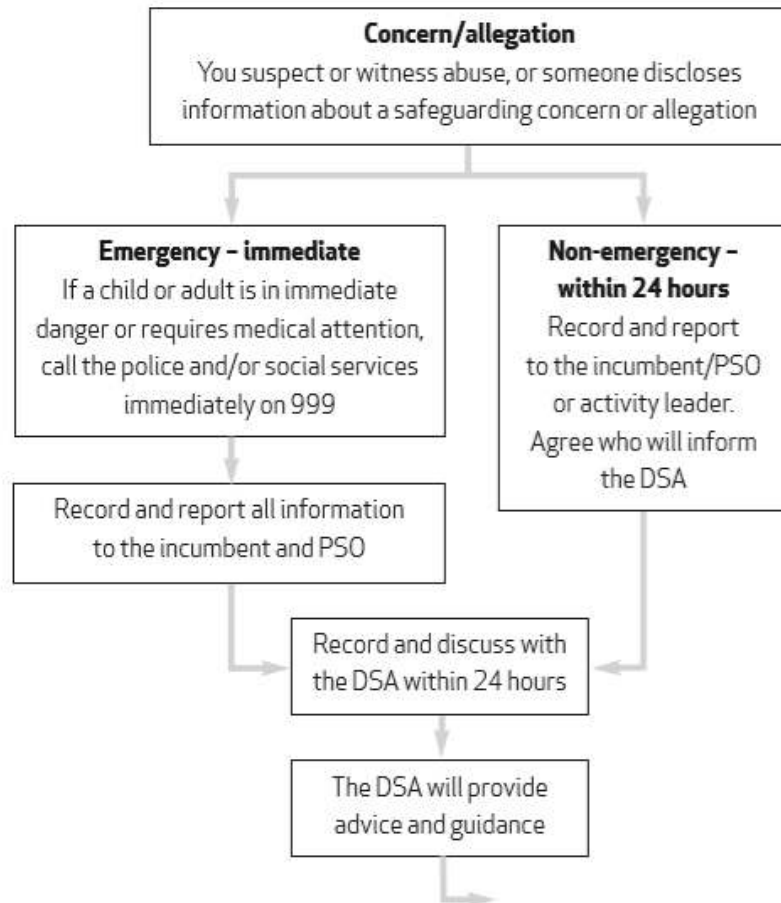 Concern/allegation
You suspect or witness abuse, or someone discloses
information about a safeguarding concern or allegation
Emergency – immediate
If a child or adult is in immediate
danger or requires medical attention,
call the police and/or social services
immediately on 999
Non-emergency –
within 24 hours
Record and report
to the incumbent/PSO
or activity leader.
Agree who will inform
the DSA
Record and report all information
to the incumbent and PSO
Record and discuss with
the DSA within 24 hours
The DSA will provide
advice and guidance